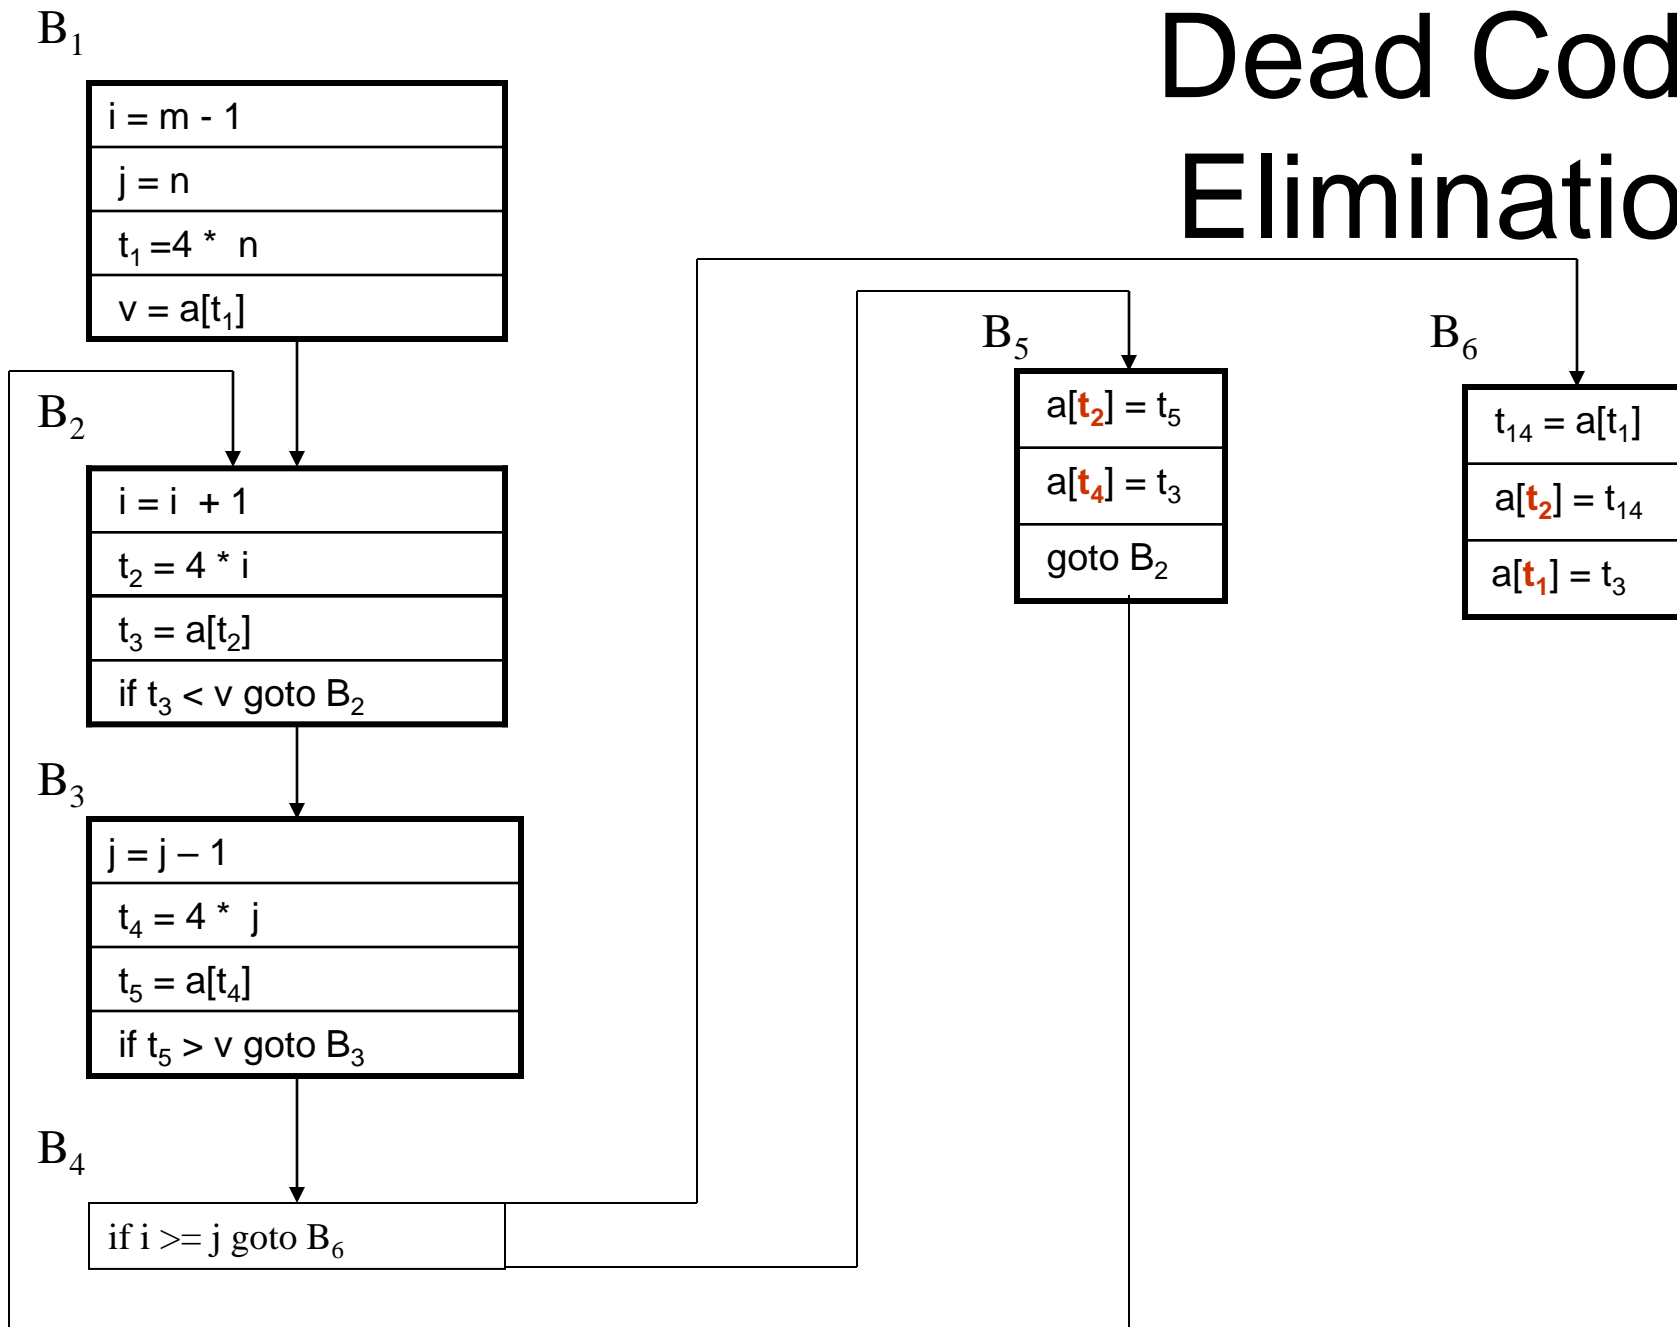 Dead Cod
Eliminatio
B₁
i = m - 1
j = n
t₁ =4 * n
v = a[t₁]
B₂
i = i + 1
t₂ = 4 * i
t₃ = a[t₂]
if t₃ < v goto B₂
B₃
j = j – 1
t₄ = 4 * j
t₅ = a[t₄]
if t₅ > v goto B₃
B₄
if i >= j goto B₆
B₅
a[t₂] = t₅
a[t₄] = t₃
goto B₂
B₆
t₁₄ = a[t₁]
a[t₂] = t₁₄
a[t₁] = t₃